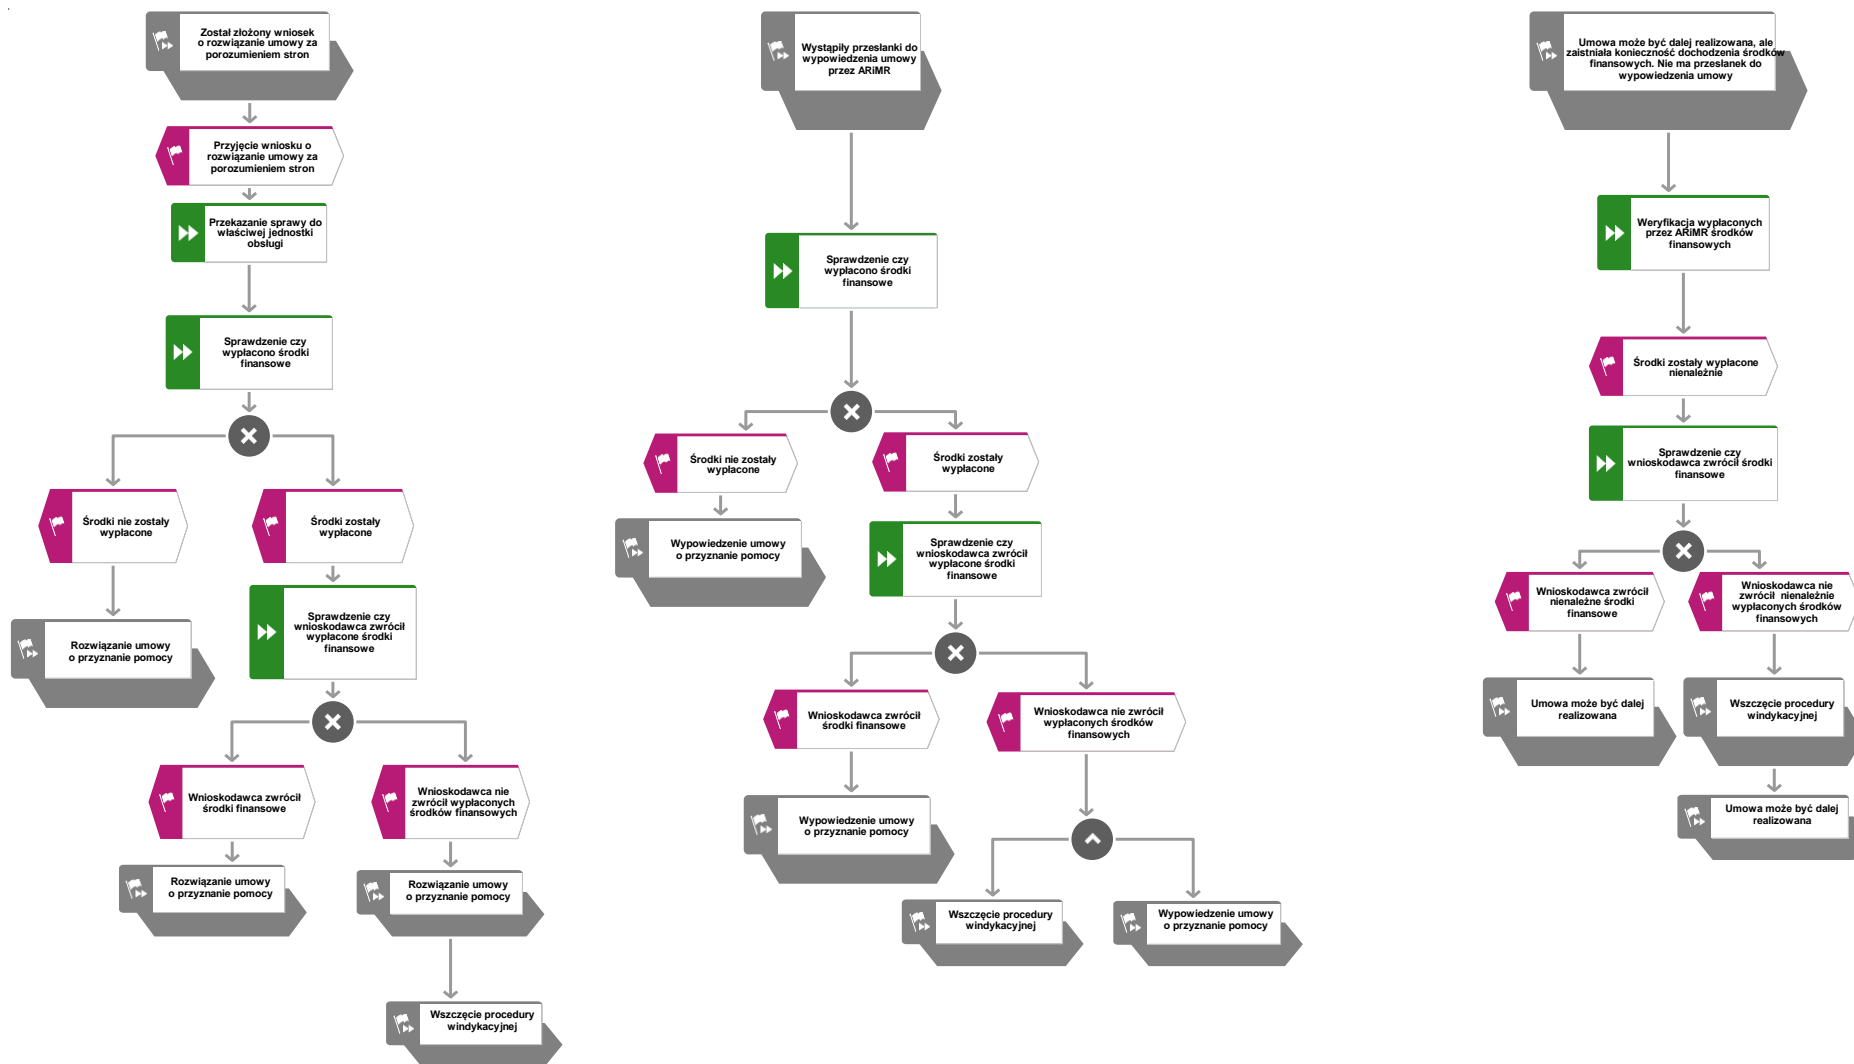 Został złożony wniosek
o rozwiązanie umowy za
porozumieniem stron
Przyjęcie wniosku o
rozwiązanie umowy za
porozumieniem stron
Przekazanie sprawy do
właściwej jednostki
obsługi
Sprawdzenie czy
wypłacono środki
finansowe
Środki nie zostały
wypłacone
Środki zostały
wypłacone
Rozwiązanie umowy
o przyznanie pomocy
Sprawdzenie czy
wnioskodawca zwrócił
wypłacone środki
finansowe
Wnioskodawca zwrócił
środki finansowe
Wnioskodawca nie
zwrócił wypłaconych
środków finansowych
Rozwiązanie umowy
o przyznanie pomocy
Rozwiązanie umowy
o przyznanie pomocy
Wszczęcie procedury
windykacyjnej
Wystąpiły przesłanki do
wypowiedzenia umowy
przez ARiMR
Sprawdzenie czy
wypłacono środki
finansowe
Środki nie zostały
wypłacone
Środki zostały
wypłacone
Wypowiedzenie umowy
o przyznanie pomocy
Sprawdzenie czy
wnioskodawca zwrócił
wypłacone środki
finansowe
Wnioskodawca zwrócił
środki finansowe
Wnioskodawca nie zwrócił
wypłaconych środków
finansowych
Wypowiedzenie umowy
o przyznanie pomocy
Wszczęcie procedury
windykacyjnej
Wypowiedzenie umowy
o przyznanie pomocy
Umowa może być dalej realizowana, ale
zaistniała konieczność dochodzenia środków
finansowych. Nie ma przesłanek do
wypowiedzenia umowy
Weryfikacja wypłaconych
przez ARiMR środków
finansowych
Środki zostały wypłacone
nienależnie
Sprawdzenie czy
wnioskodawca zwrócił środki
finansowe
Wnioskodawca zwrócił
nienależne środki
finansowe
Wnioskodawca nie
zwrócił nienależnie
wypłaconych środków
finansowych
Umowa może być dalej
realizowana
Wszczęcie procedury
windykacyjnej
Umowa może być dalej
realizowana